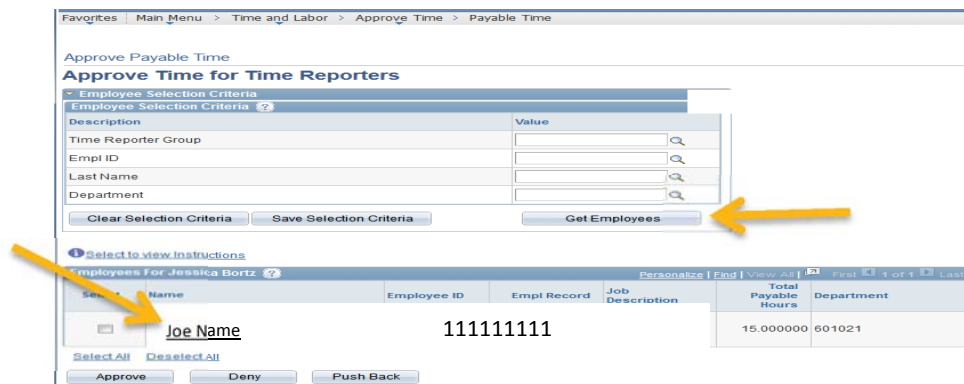 Favorites Main Menu > Time and Labor > Approve Time > Payable Time
Approve Payable Time
Approve Time for Time Reporters
Employee Selection Criteria
Employee Selection Criteria ?
Description Value
Time Reporter Group
Empl ID
Last Name
Department
Clear Selection Criteria Save Selection Criteria Get Employees
Select to view Instructions
Employees For Jessica Bortz ? Personalize | Find | View All | First 1 of 1 Last
Select Name Employee ID Empl Record Job Description Total Payable Hours Department
Joe Name 111111111 15.000000 601021
Select All Deselect All
Approve Deny Push Back